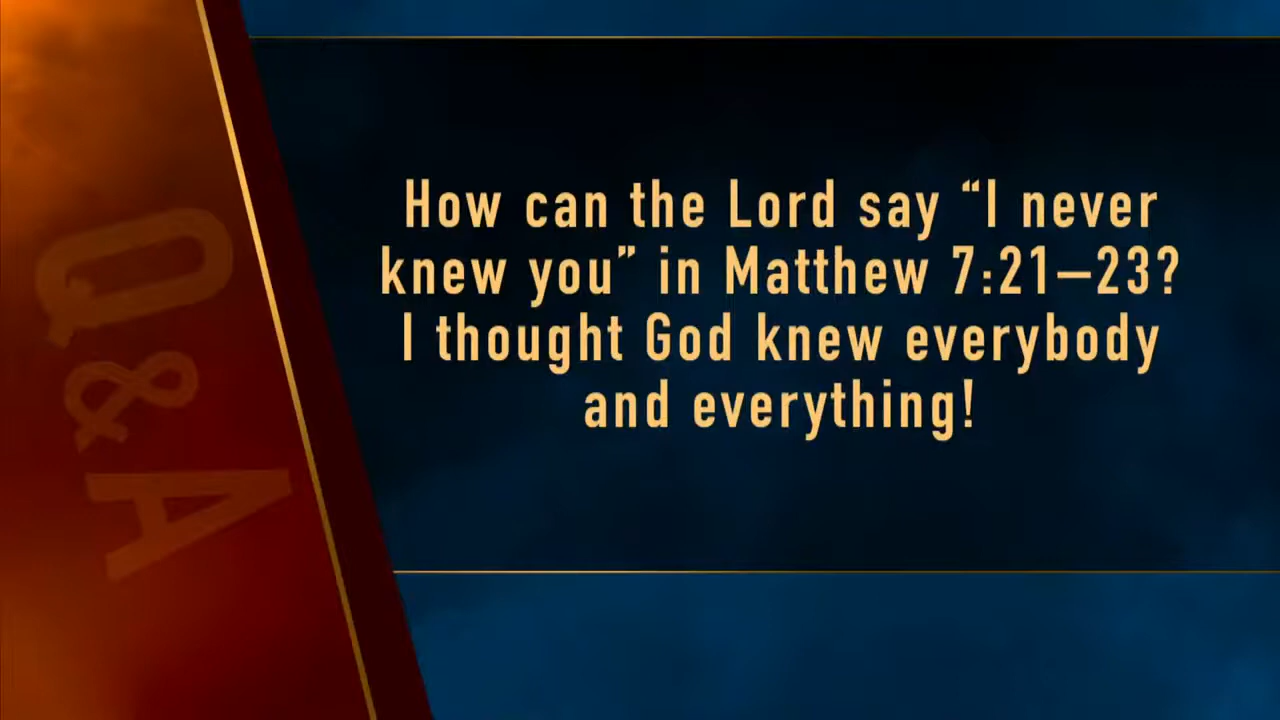 Q & A
How can the Lord say “I never
knew you” in Matthew 7:21–23?
I thought God knew everybody
and everything!